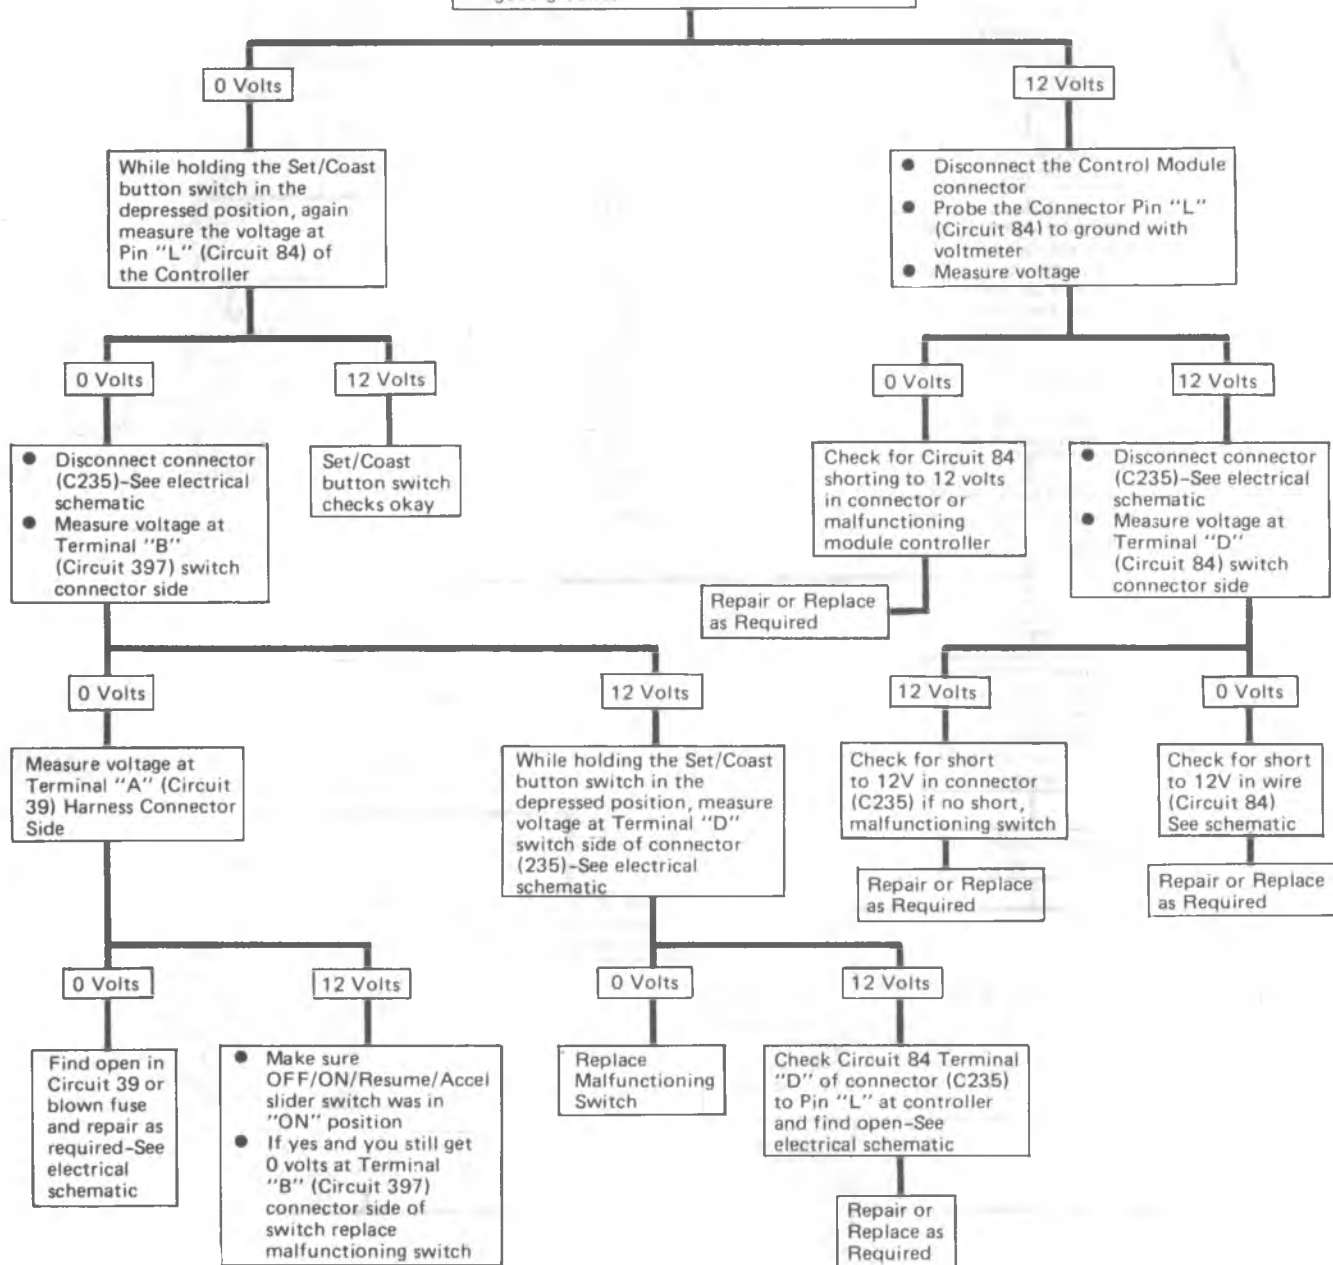 0 Volts
12 Volts
While holding the Set/Coast
button switch in the
depressed position, again
measure the voltage at
Pin "L" (Circuit 84) of
the Controller
● Disconnect the Control Module
connector
● Probe the Connector Pin "L"
(Circuit 84) to ground with
voltmeter
● Measure voltage
0 Volts
12 Volts
0 Volts
12 Volts
● Disconnect connector
(C235)–See electrical
schematic
● Measure voltage at
Terminal "B"
(Circuit 397) switch
connector side
Set/Coast
button switch
checks okay
Check for Circuit 84
shorting to 12 volts
in connector or
malfunctioning
module controller
● Disconnect connector
(C235)–See electrical
schematic
● Measure voltage at
Terminal "D"
(Circuit 84) switch
connector side
Repair or Replace
as Required
0 Volts
12 Volts
12 Volts
0 Volts
Measure voltage at
Terminal "A" (Circuit
39) Harness Connector
Side
While holding the Set/Coast
button switch in the
depressed position, measure
voltage at Terminal "D"
switch side of connector
(235)–See electrical
schematic
Check for short
to 12V in connector
(C235) if no short,
malfunctioning switch
Check for short
to 12V in wire
(Circuit 84)
See schematic
Repair or Replace
as Required
Repair or Replace
as Required
0 Volts
12 Volts
0 Volts
12 Volts
Find open in
Circuit 39 or
blown fuse
and repair as
required–See
electrical
schematic
● Make sure
OFF/ON/Resume/Accel
slider switch was in
"ON" position
● If yes and you still get
0 volts at Terminal
"B" (Circuit 397)
connector side of
switch replace
malfunctioning switch
Replace
Malfunctioning
Switch
Check Circuit 84 Terminal
"D" of connector (C235)
to Pin "L" at controller
and find open–See
electrical schematic
Repair or
Replace as
Required